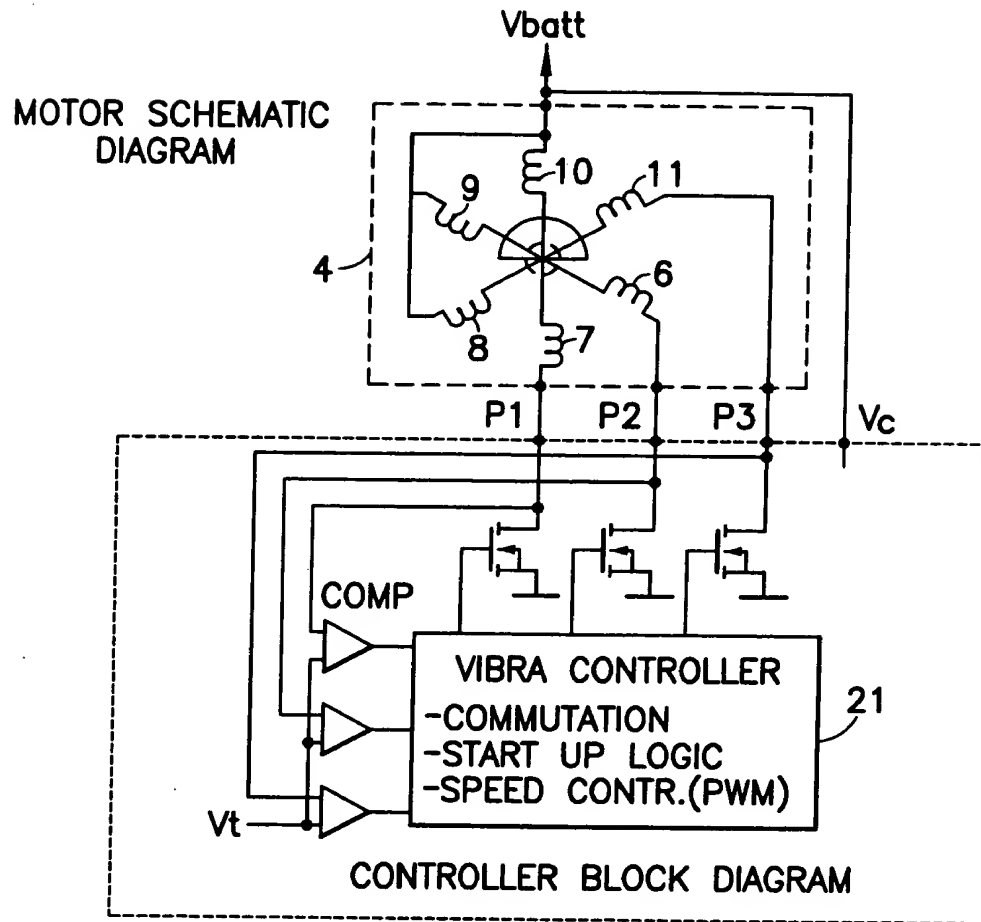 Vbatt
MOTOR SCHEMATIC
DIAGRAM
10
11
9
4
6
8
7
P1 P2 P3 Vc
COMP
VIBRA CONTROLLER
21
-COMMUTATION
-START UP LOGIC
-SPEED CONTR.(PWM)
Vt
CONTROLLER BLOCK DIAGRAM